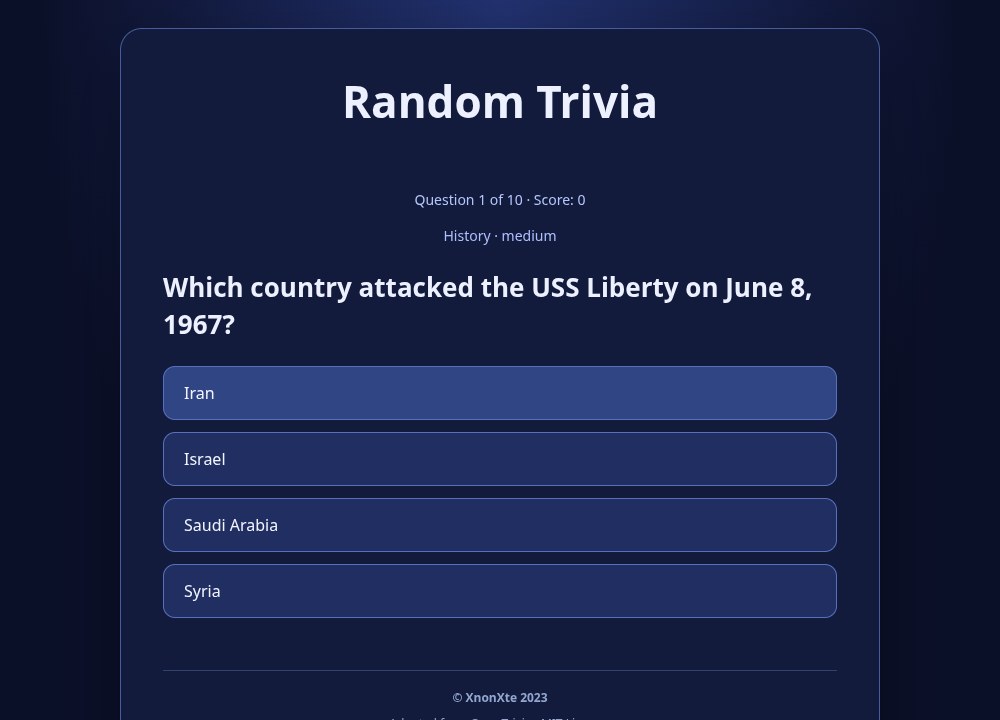 Random Trivia
Question 1 of 10 · Score: 0
History · medium
Which country attacked the USS Liberty on June 8,
1967?
Iran
Israel
Saudi Arabia
Syria
© XnonXte 2023